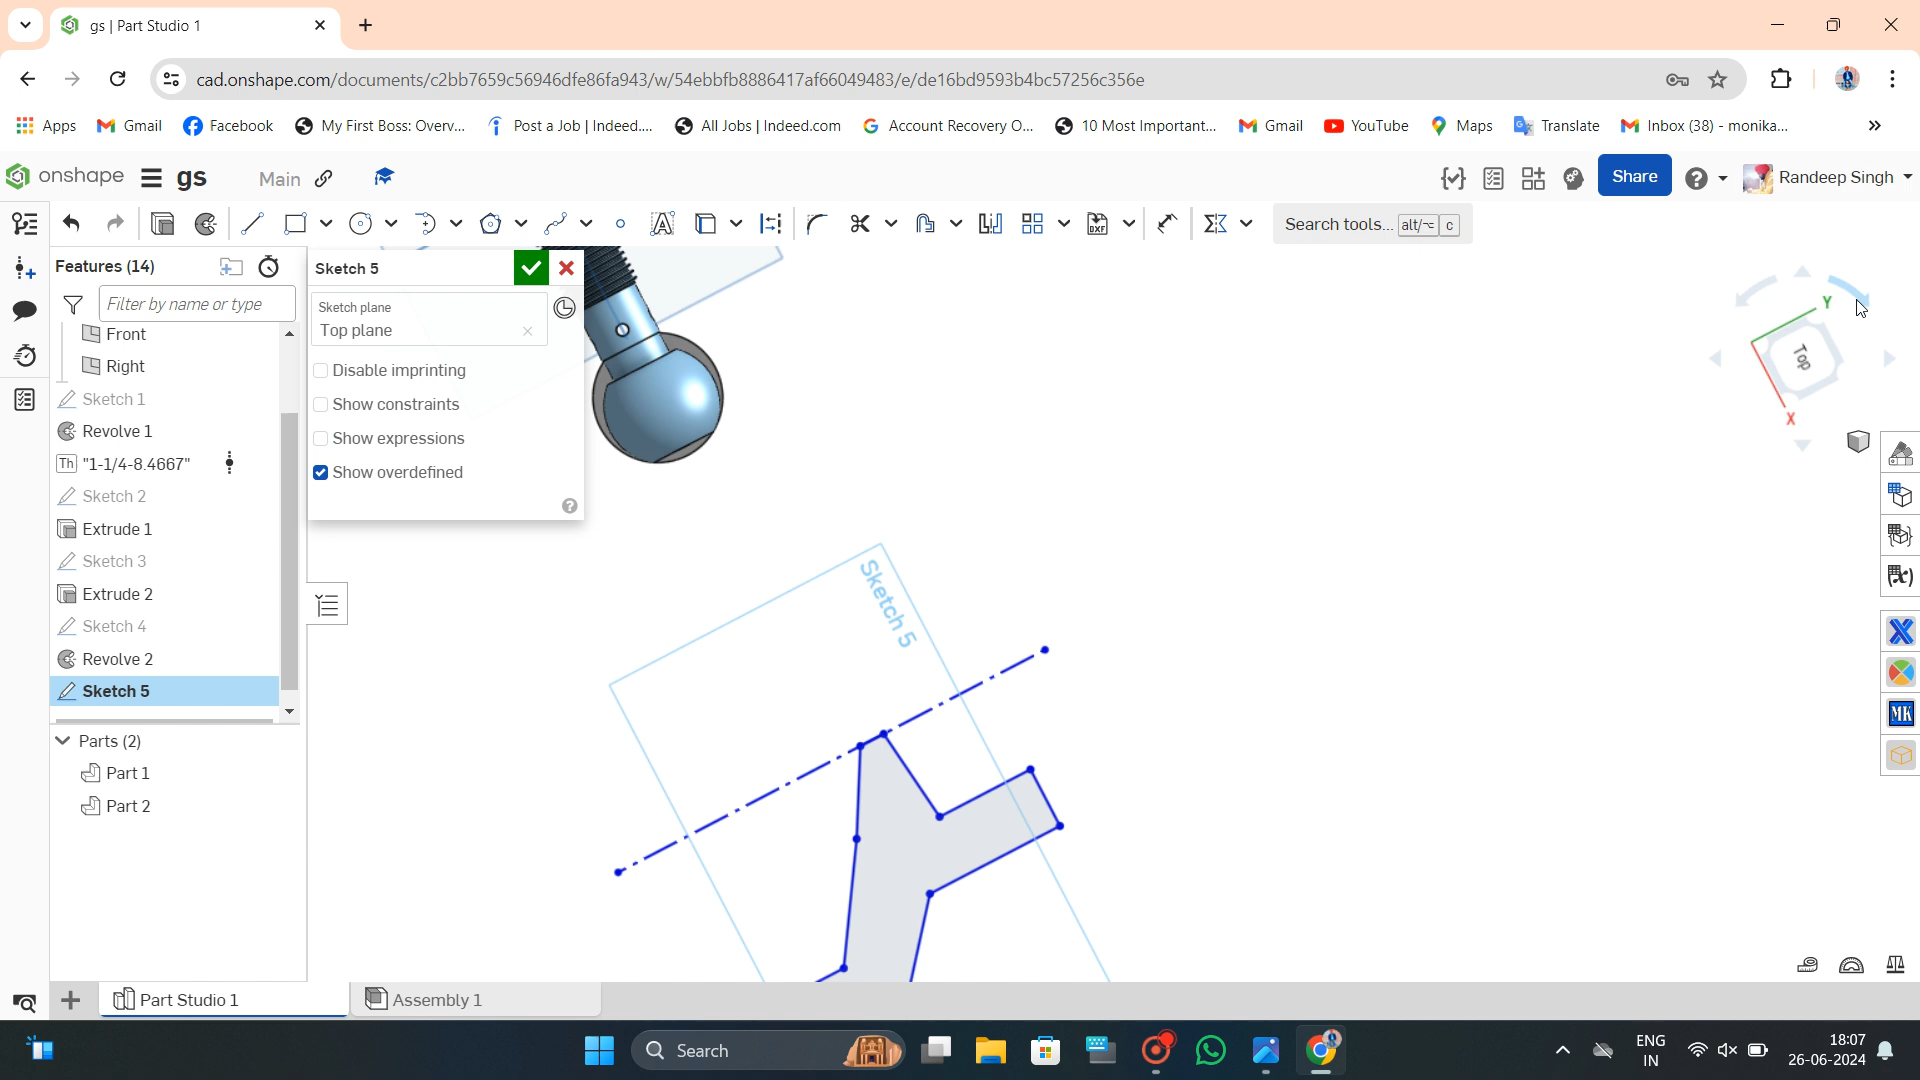 gs | Part Studio 1
cad.onshape.com/documents/c2bb7659c56946dfe86fa943/w/54ebbfb8886417af66049483/e/de16bd9593b4bc57256c356e
Apps
Gmail
Facebook
My First Boss: Overv...
Post a Job | Indeed....
All Jobs | Indeed.com
Account Recovery O...
10 Most Important...
Gmail
YouTube
Maps
Translate
Inbox (38) - monika...
onshape
gs
Main
Share
Randeep Singh
Search tools... alt/⌥ c
Features (14)
Filter by name or type
Front
Right
Sketch 1
Revolve 1
Th "1-1/4-8.4667"
Sketch 2
Extrude 1
Sketch 3
Extrude 2
Sketch 4
Revolve 2
Sketch 5
Parts (2)
Part 1
Part 2
Sketch 5
Sketch plane
Top plane
Disable imprinting
Show constraints
Show expressions
Show overdefined
Sketch 5
Y
Top
X
(x)
MK
DXF
Part Studio 1
Assembly 1
Search
ENG
IN
18:07
26-06-2024